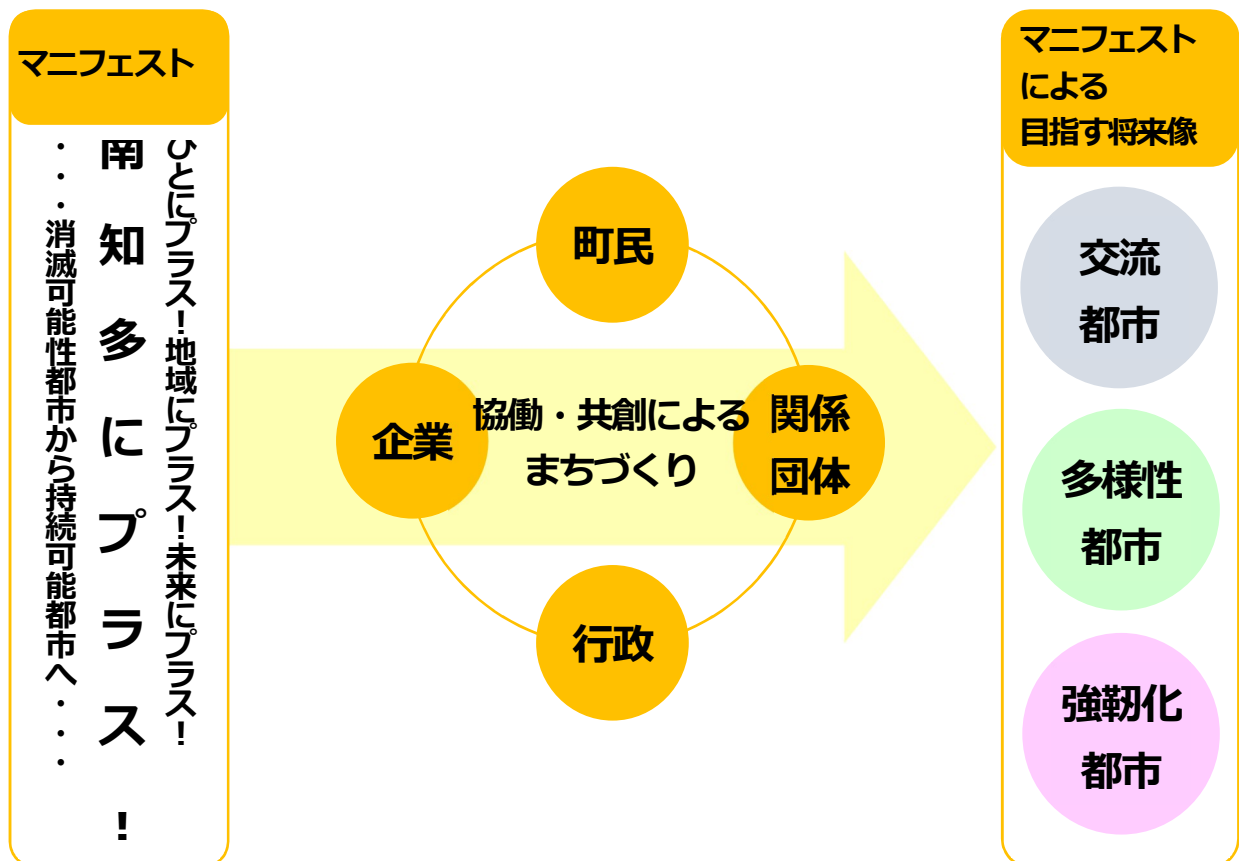 マニフェスト
ひとにプラス!地域にプラス!未来にプラス!
南知多にプラス!
・・・消滅可能性都市から持続可能都市へ・・・
町民
企業
協働・共創による
まちづくり
関係
団体
行政
マニフェスト
による
目指す将来像
交流
都市
多様性
都市
強靭化
都市